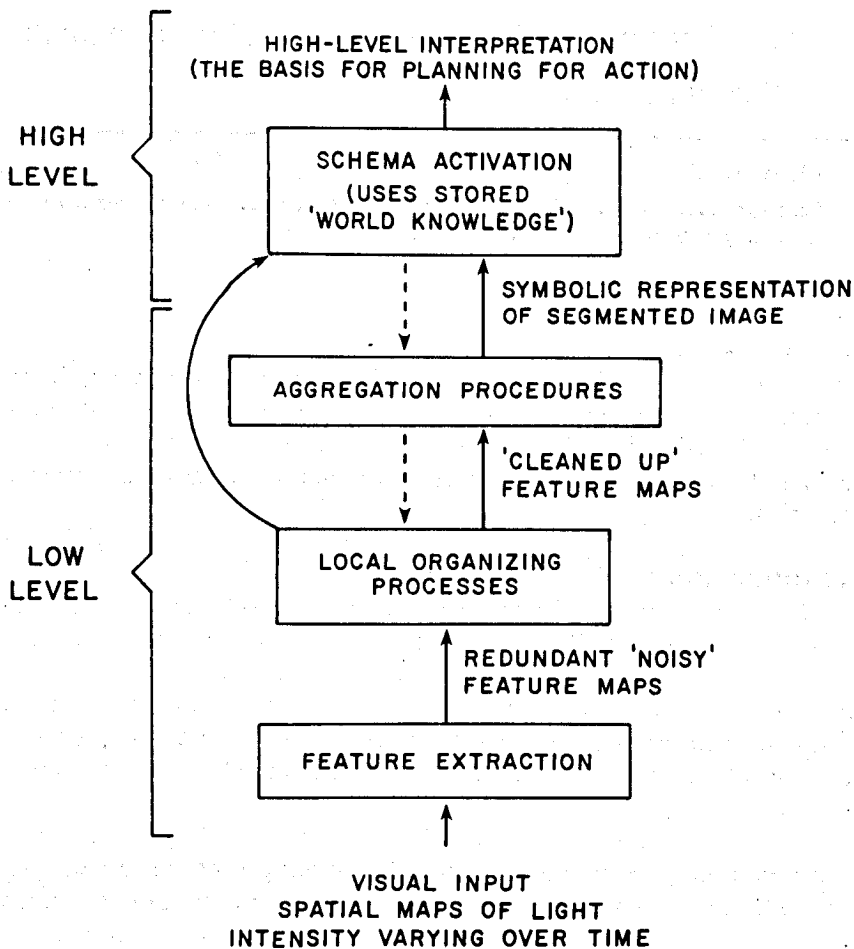 HIGH-LEVEL INTERPRETATION
(THE BASIS FOR PLANNING FOR ACTION)
HIGH
LEVEL
SCHEMA ACTIVATION
(USES STORED
'WORLD KNOWLEDGE')
SYMBOLIC REPRESENTATION
OF SEGMENTED IMAGE
AGGREGATION PROCEDURES
'CLEANED UP'
FEATURE MAPS
LOW
LEVEL
LOCAL ORGANIZING
PROCESSES
REDUNDANT 'NOISY'
FEATURE MAPS
FEATURE EXTRACTION
VISUAL INPUT
SPATIAL MAPS OF LIGHT
INTENSITY VARYING OVER TIME